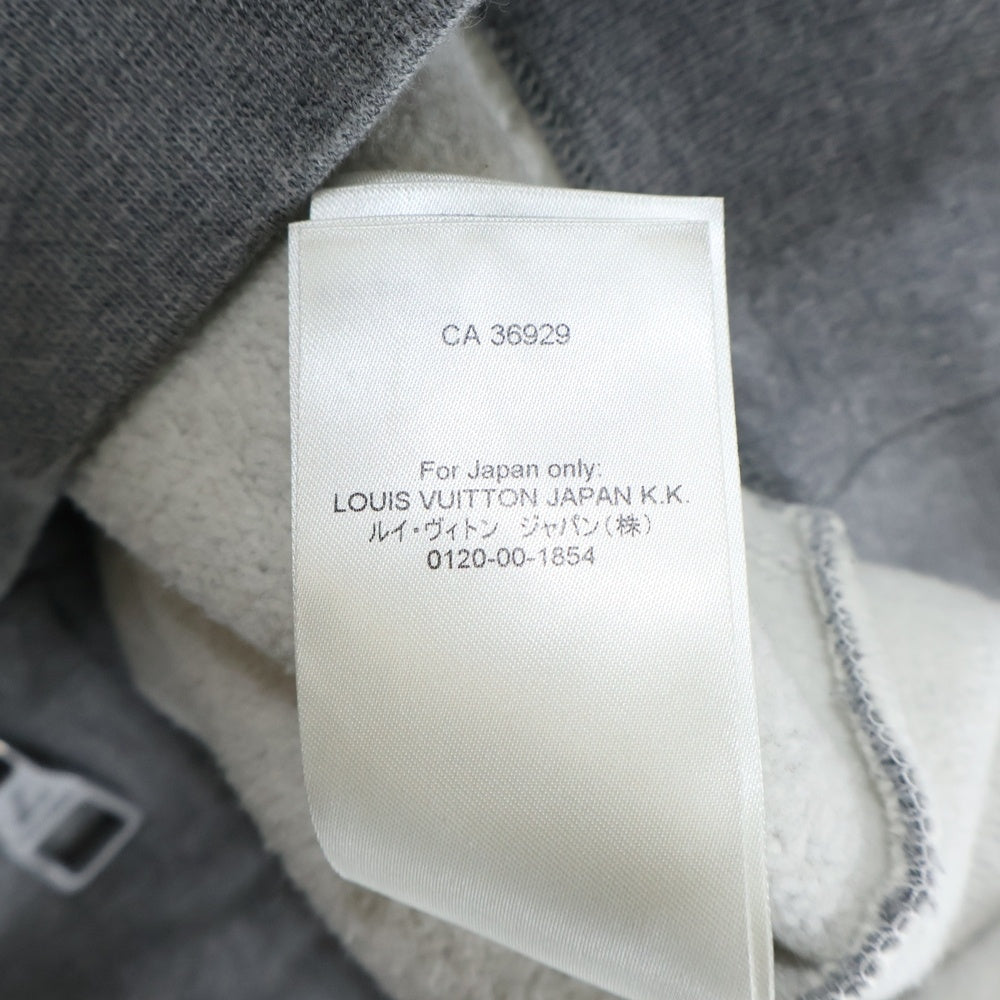 CA 36929
For Japan only:
LOUIS VUITTON JAPAN K.K.
ルイ・ヴィトン　ジャパン(株)
0120-00-1854